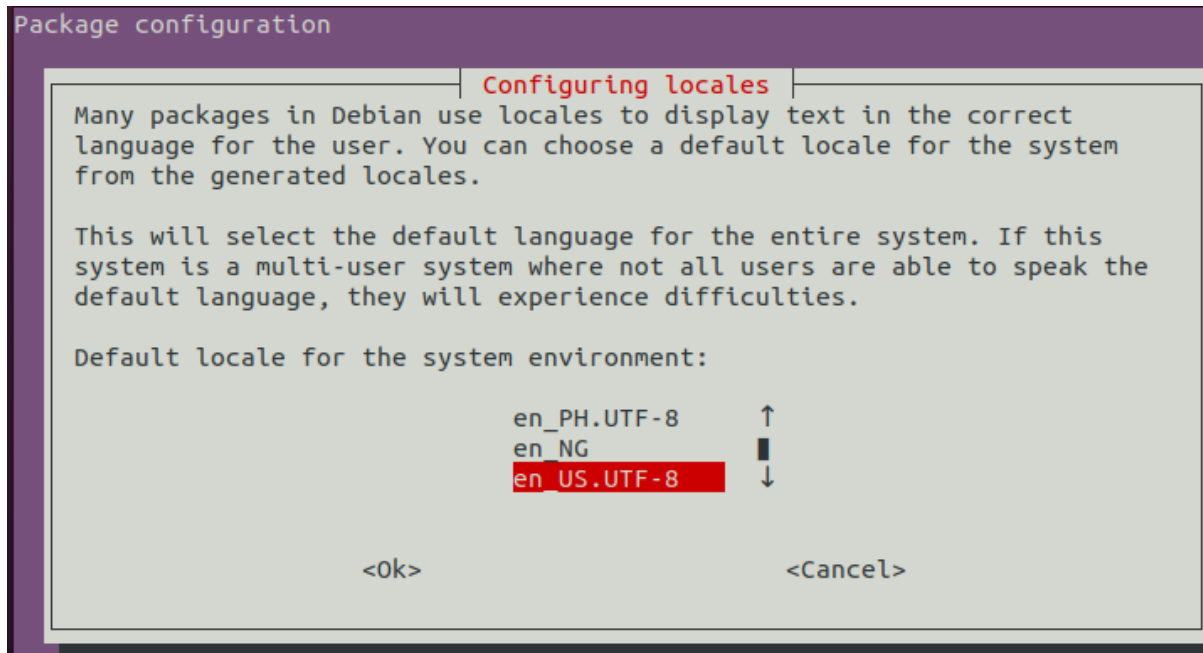 Package configuration
Configuring locales
Many packages in Debian use locales to display text in the correct
language for the user. You can choose a default locale for the system
from the generated locales.
This will select the default language for the entire system. If this
system is a multi-user system where not all users are able to speak the
default language, they will experience difficulties.
Default locale for the system environment:
en_PH.UTF-8 ↑
en_NG
en_US.UTF-8 ↓
<Ok> <Cancel>